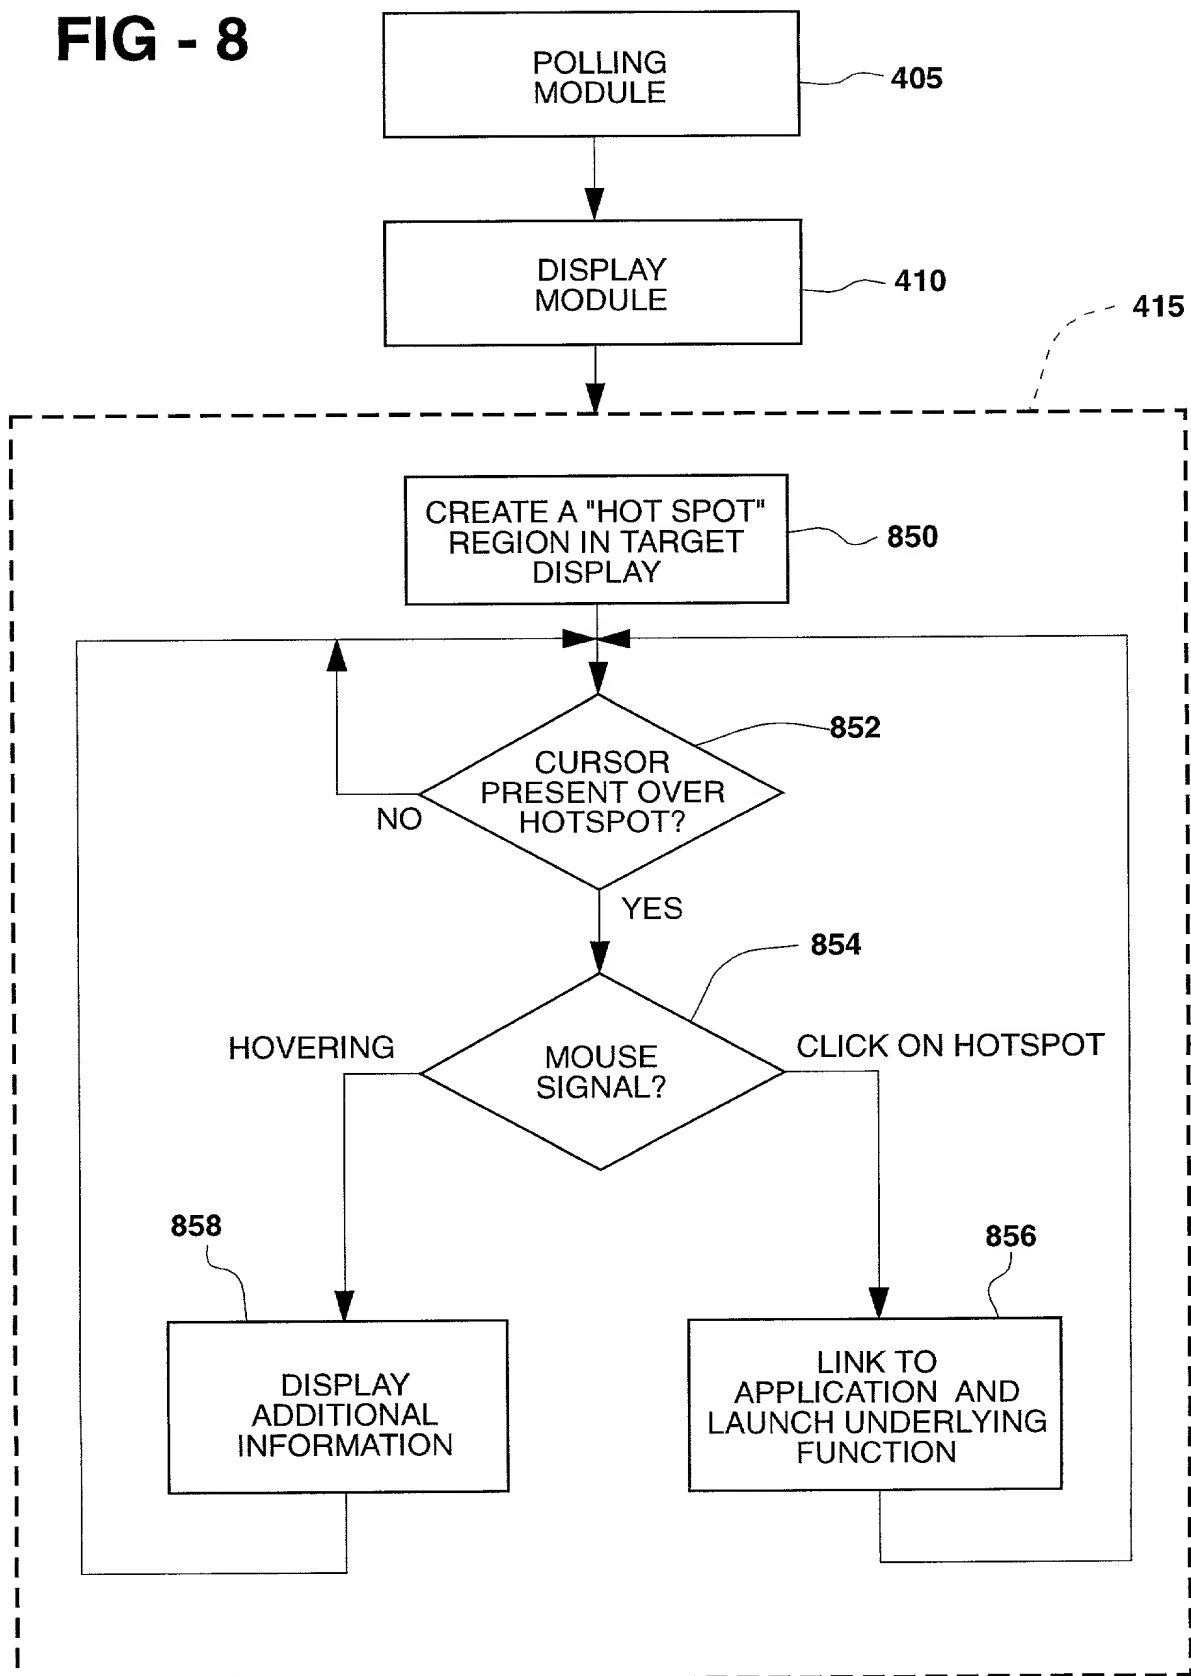 FIG - 8
POLLING
MODULE
405
DISPLAY
MODULE
410
415
CREATE A "HOT SPOT"
REGION IN TARGET
DISPLAY
850
852
CURSOR
PRESENT OVER
HOTSPOT?
NO
YES
854
HOVERING
MOUSE
SIGNAL?
CLICK ON HOTSPOT
858
856
DISPLAY
ADDITIONAL
INFORMATION
LINK TO
APPLICATION AND
LAUNCH UNDERLYING
FUNCTION